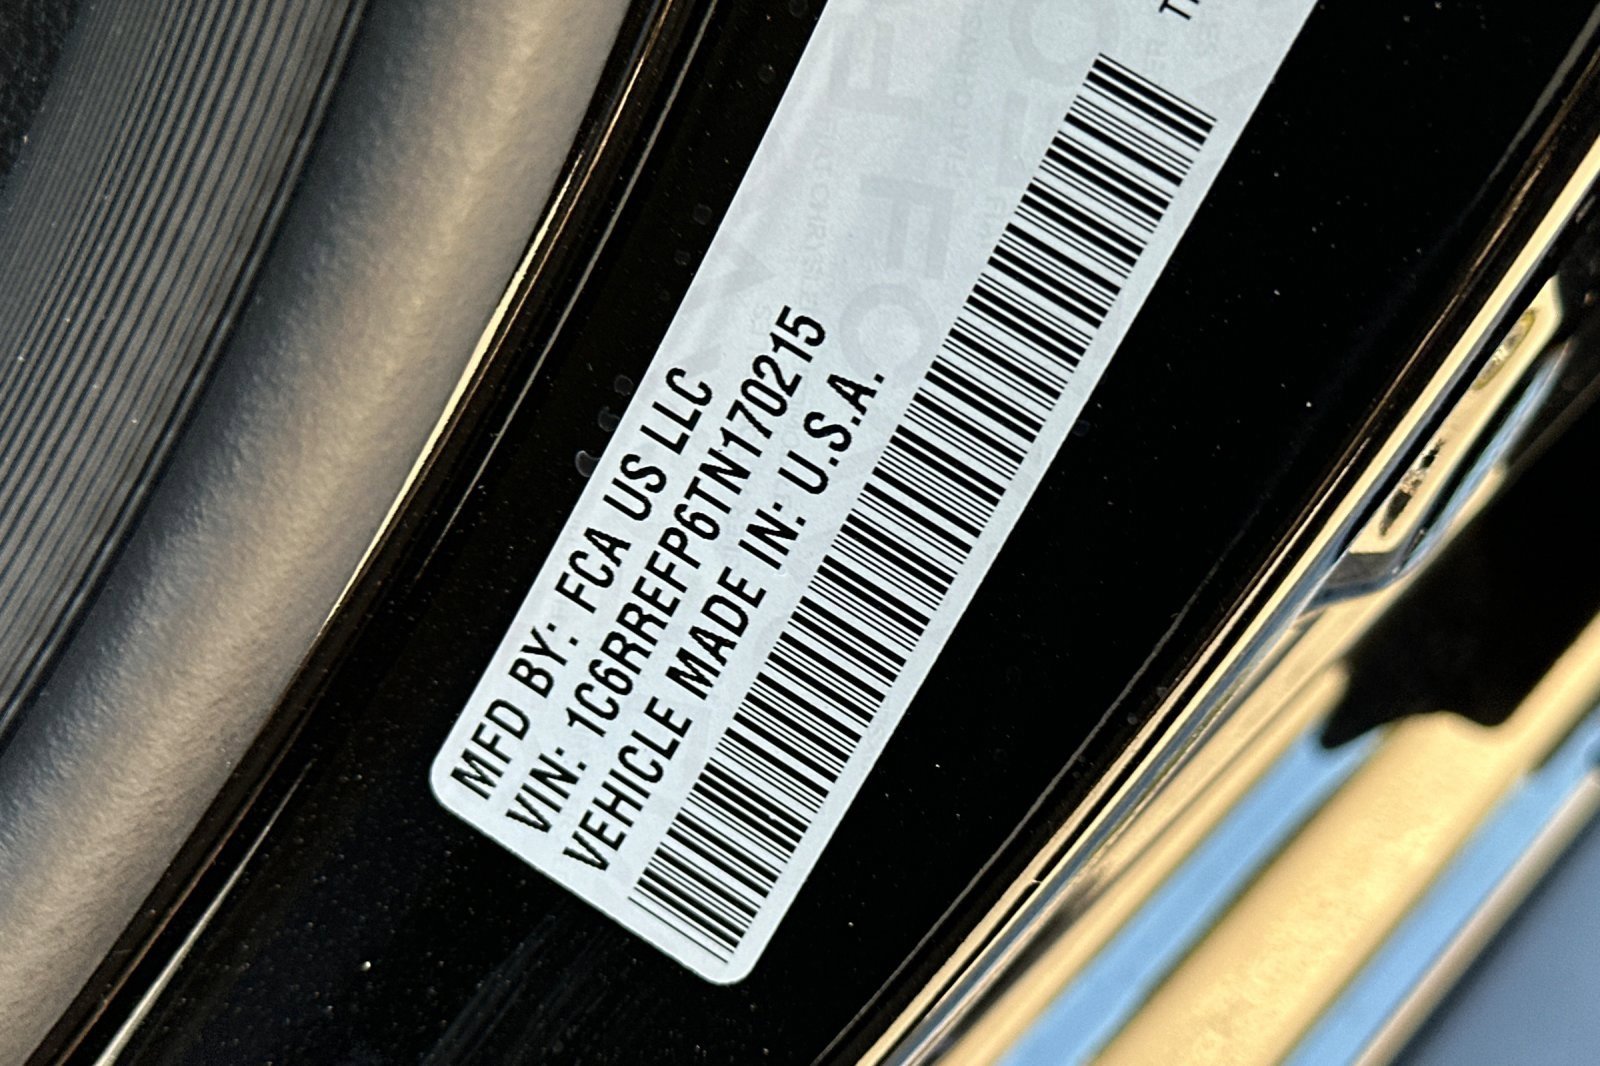 MFD BY: FCA US LLC
VIN: 1C6RREFP6TN170215
VEHICLE MADE IN: U.S.A.